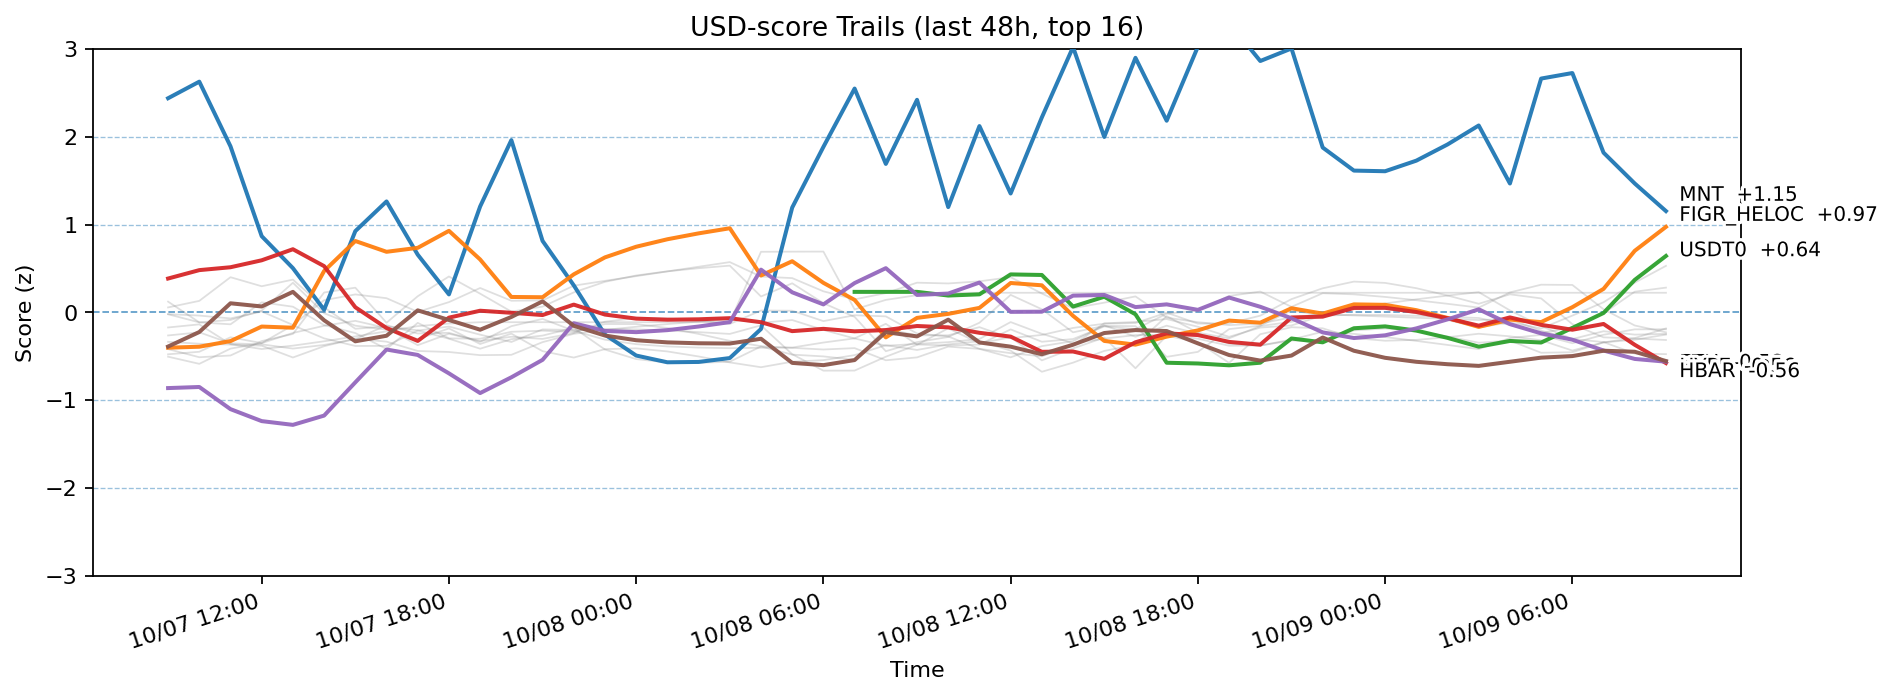 USD-score Trails (last 48h, top 16)
Score (z)
3
2
1
0
−1
−2
−3
MNT +1.15
FIGR_HELOC +0.97
USDT0 +0.64
HBAR -0.56
10/07 12:00
10/07 18:00
10/08 00:00
10/08 06:00
10/08 12:00
10/08 18:00
10/09 00:00
10/09 06:00
Time